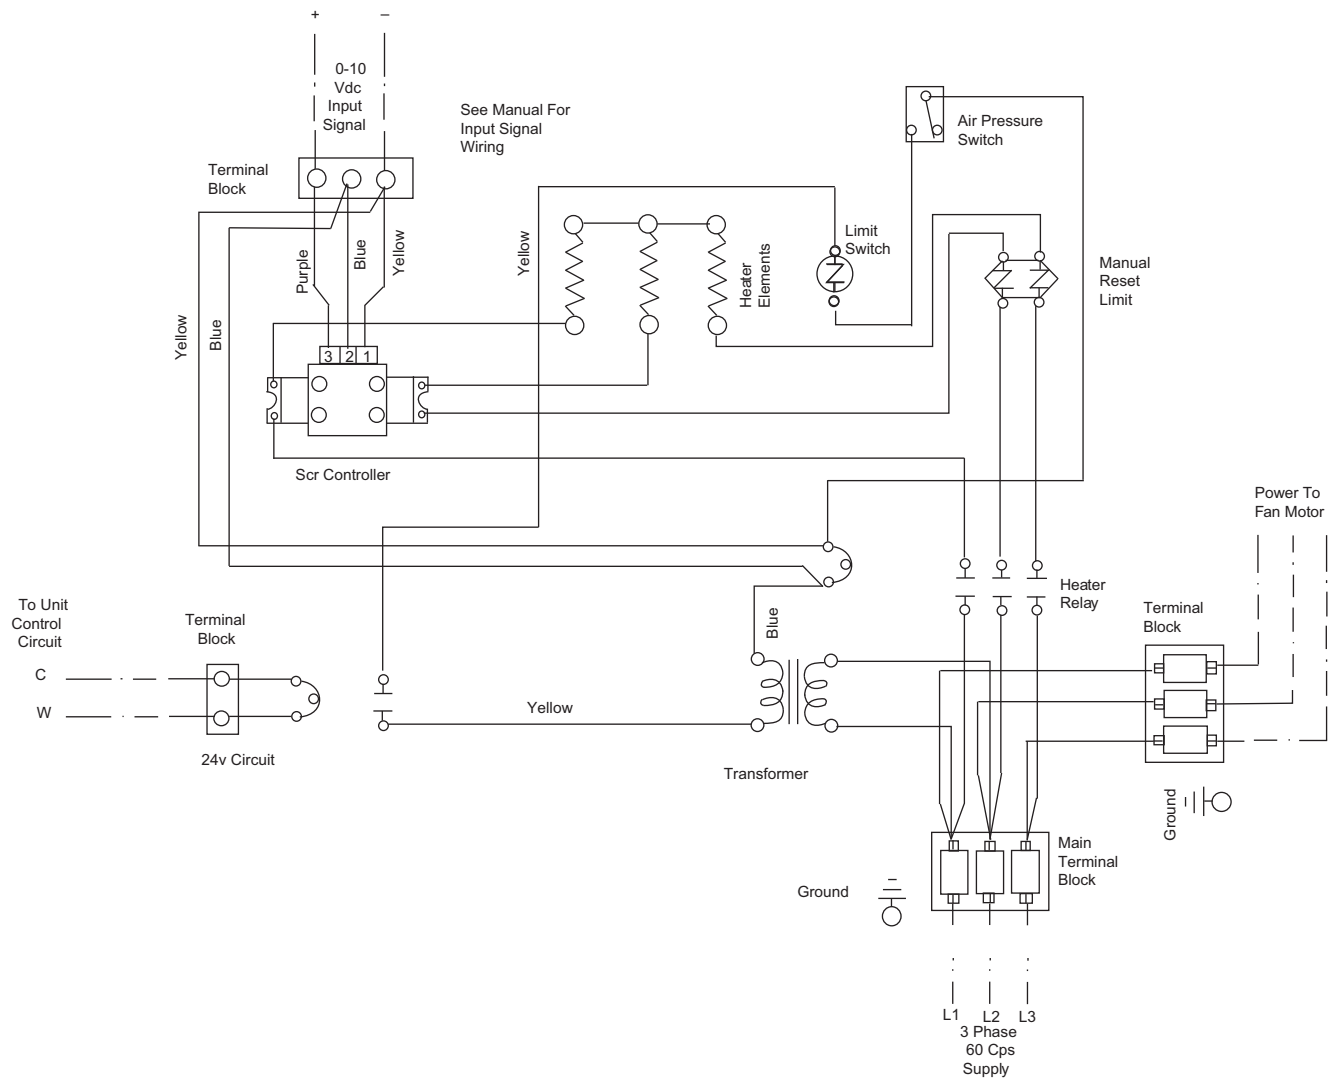 +
–
0-10
Vdc
Input
Signal
See Manual For
Input Signal
Wiring
Air Pressure
Switch
Terminal
Block
Purple
Blue
Yellow
Yellow
Heater
Elements
Limit
Switch
Manual
Reset
Limit
Yellow
Blue
3 2 1
Scr Controller
Power To
Fan Motor
Heater
Relay
To Unit
Control
Circuit
Terminal
Block
Terminal
Block
Blue
C
W
Yellow
24v Circuit
Transformer
Ground
Main
Terminal
Block
Ground
L1 L2 L3
3 Phase
60 Cps
Supply